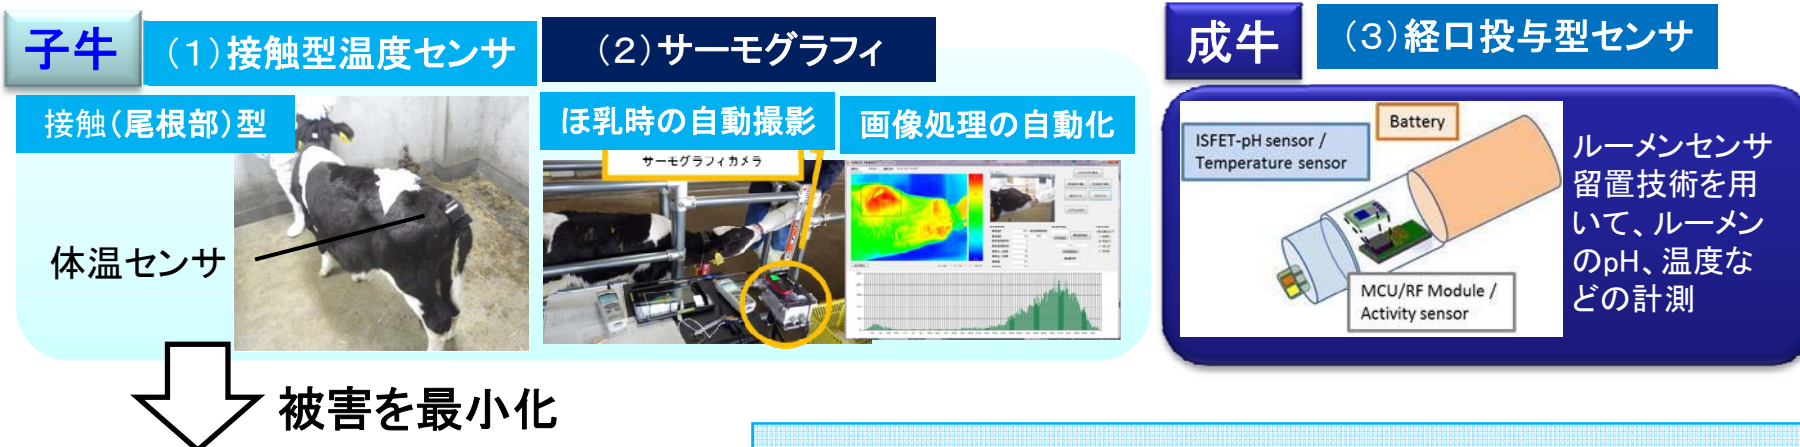 子牛
（1）接触型温度センサ
（2）サーモグラフィ
成牛
（3）経口投与型センサ
接触（尾根部）型
ほ乳時の自動撮影
画像処理の自動化
サーモグラフィカメラ
体温センサ
ISFET-pH sensor /
Temperature sensor
Battery
MCU/RF Module /
Activity sensor
ルーメンセンサ
留置技術を用
いて、ルーメン
のpH、温度な
どの計測
被害を最小化